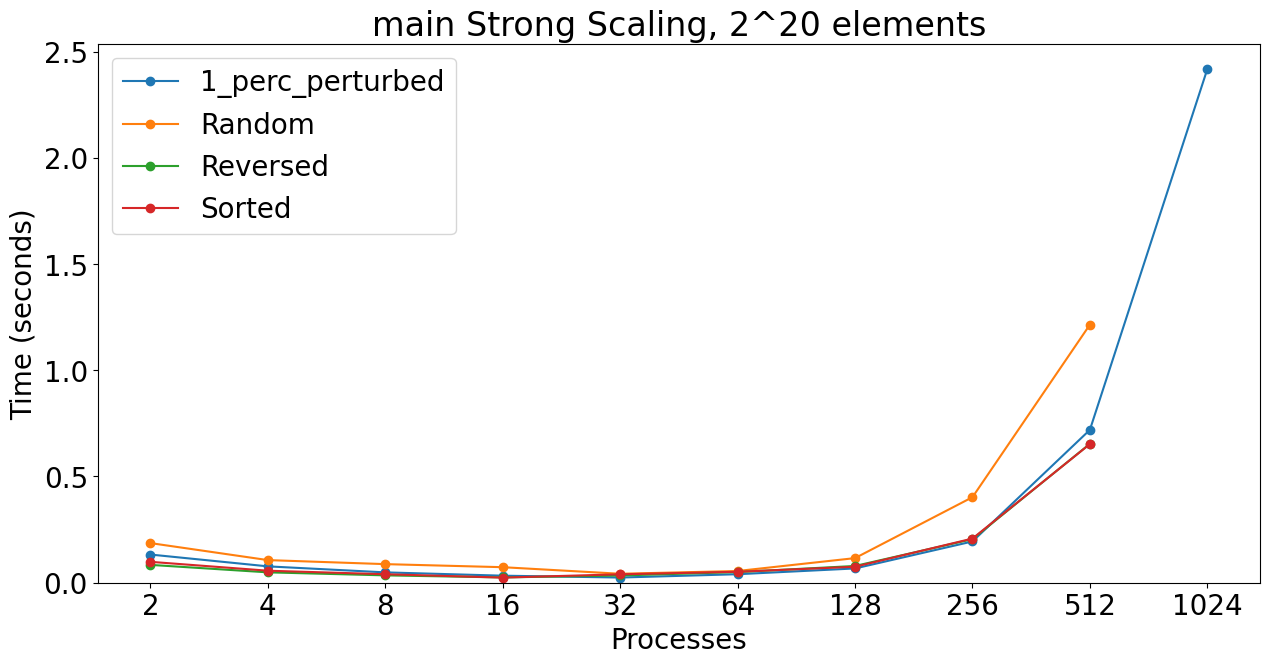 main Strong Scaling, 2^20 elements
2.5
2.0
1.5
1.0
0.5
0.0
Time (seconds)
1_perc_perturbed
Random
Reversed
Sorted
2 4 8 16 32 64 128 256 512 1024
Processes